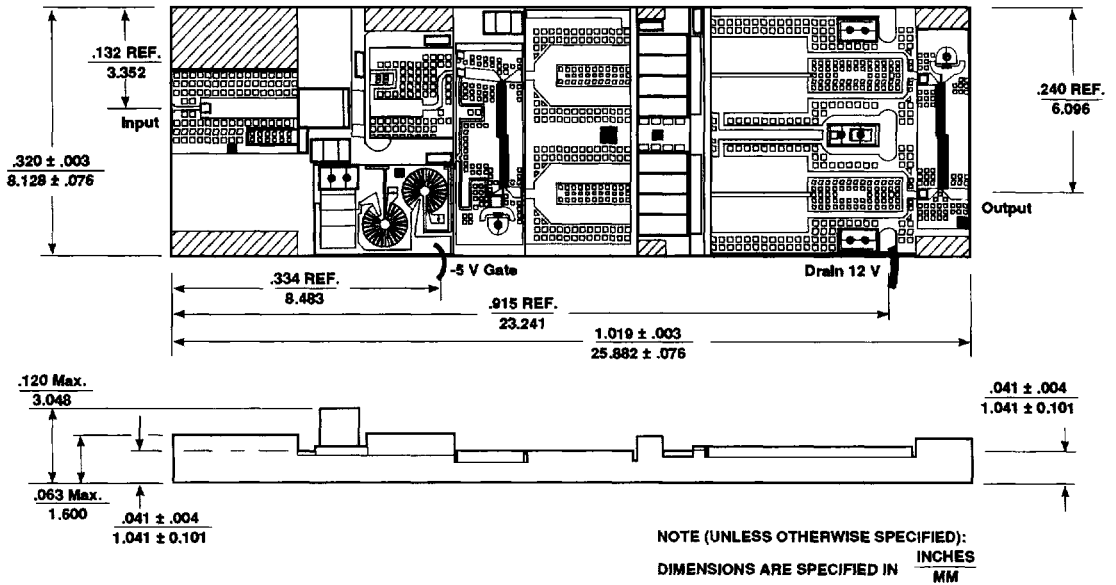 .132 REF.
3.352
Input
.320 ± .003
8.129 ± .076
.240 REF.
6.096
Output
-5 V Gate
Drain 12 V
.334 REF.
8.483
.915 REF.
23.241
1.019 ± .003
25.882 ± .076
.120 Max.
3.048
.041 ± .004
1.041 ± 0.101
.063 Max.
1.600
.041 ± .004
1.041 ± 0.101
NOTE (UNLESS OTHERWISE SPECIFIED):
DIMENSIONS ARE SPECIFIED IN INCHES
MM